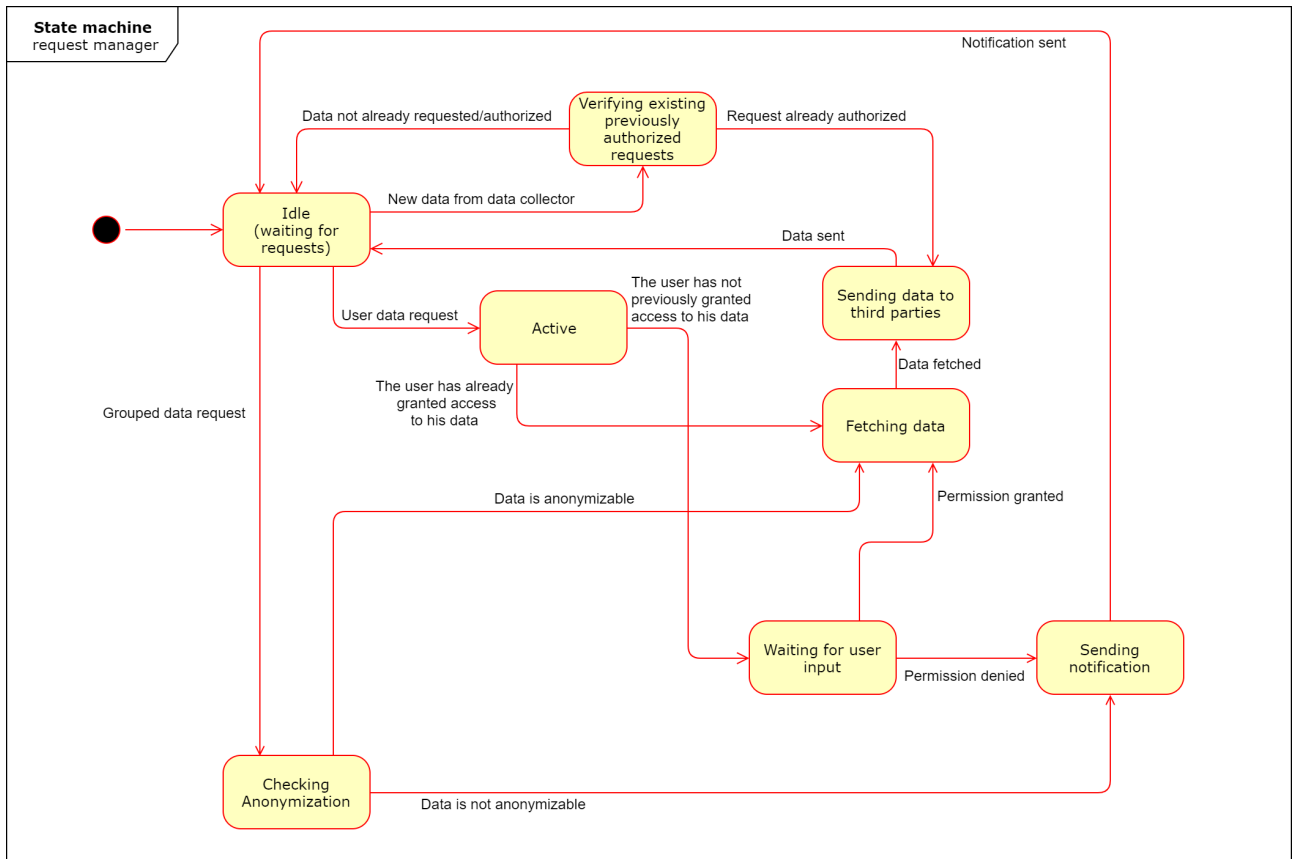 State machine
request manager
Notification sent
Verifying existing
previously
authorized
requests
Data not already requested/authorized
Request already authorized
New data from data collector
Idle
(waiting for
requests)
Data sent
The user has not
previously granted
access to his data
Sending data to
third parties
User data request
Active
Data fetched
The user has already
granted access
to his data
Grouped data request
Fetching data
Data is anonymizable
Permission granted
Waiting for user
input
Sending
notification
Permission denied
Checking
Anonymization
Data is not anonymizable